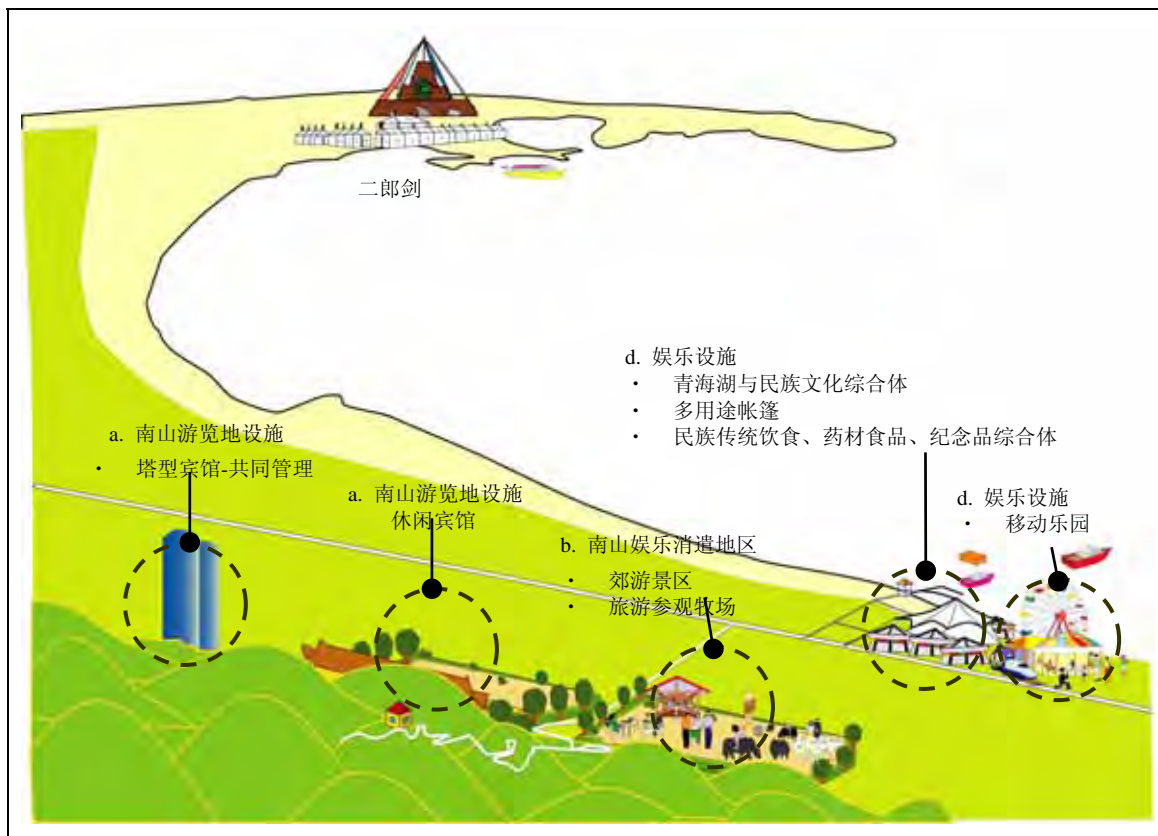 二郎剑
d. 娱乐设施
· 青海湖与民族文化综合体
· 多用途帐篷
· 民族传统饮食、药材食品、纪念品综合体
a. 南山游览地设施
· 塔型宾馆-共同管理
a. 南山游览地设施
休闲宾馆
b. 南山娱乐消遣地区
· 郊游景区
· 旅游参观牧场
d. 娱乐设施
· 移动乐园